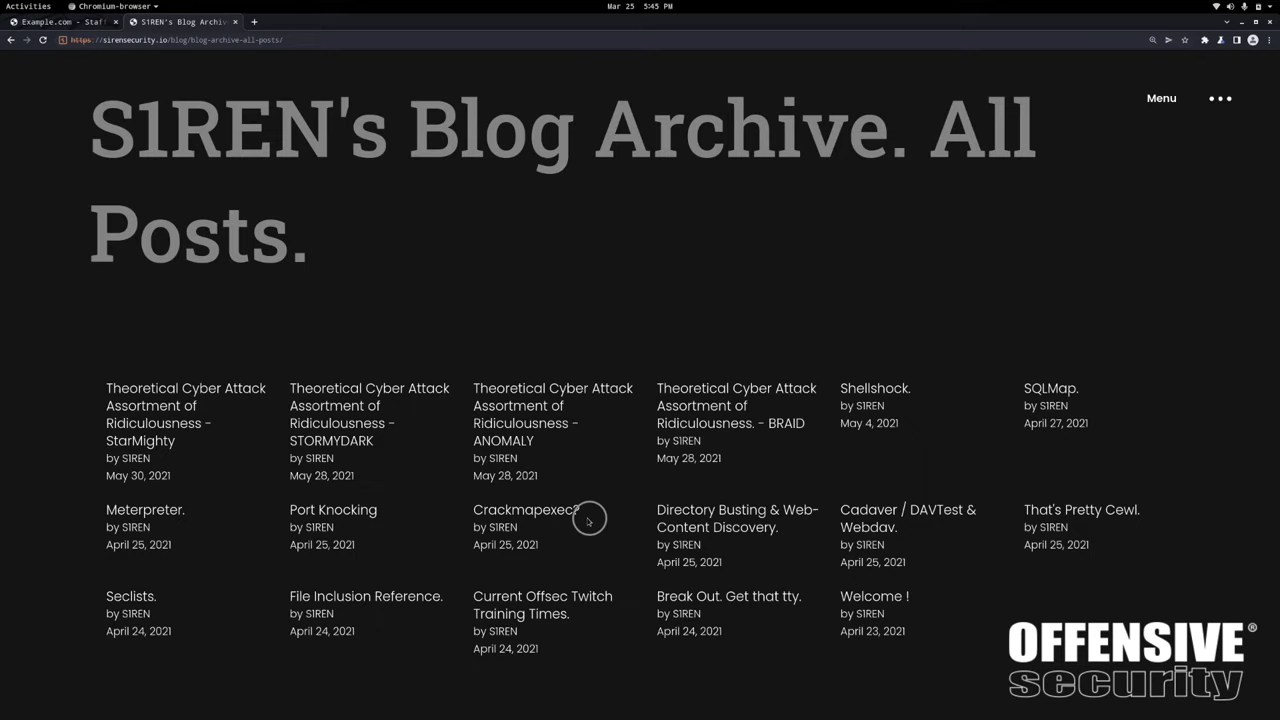 Activities
Chromium-browser
Mar 25 5:45 PM
Example.com - Staff
S1REN's Blog Archiv
https://sirensecurity.io/blog/blog-archive-all-posts/
Menu
S1REN's Blog Archive. All
Posts.
Theoretical Cyber Attack
Assortment of
Ridiculousness -
StarMighty
by S1REN
May 30, 2021
Theoretical Cyber Attack
Assortment of
Ridiculousness -
STORMYDARK
by S1REN
May 28, 2021
Theoretical Cyber Attack
Assortment of
Ridiculousness -
ANOMALY
by S1REN
May 28, 2021
Theoretical Cyber Attack
Assortment of
Ridiculousness. - BRAID
by S1REN
May 28, 2021
Shellshock.
by S1REN
May 4, 2021
SQLMap.
by S1REN
April 27, 2021
Meterpreter.
by S1REN
April 25, 2021
Port Knocking
by S1REN
April 25, 2021
Crackmapexec?
by S1REN
April 25, 2021
Directory Busting & Web-
Content Discovery.
by S1REN
April 25, 2021
Cadaver / DAVTest &
Webdav.
by S1REN
April 25, 2021
That's Pretty Cewl.
by S1REN
April 25, 2021
Seclists.
by S1REN
April 24, 2021
File Inclusion Reference.
by S1REN
April 24, 2021
Current Offsec Twitch
Training Times.
by S1REN
April 24, 2021
Break Out. Get that tty.
by S1REN
April 24, 2021
Welcome !
by S1REN
April 23, 2021
OFFENSIVE®
security